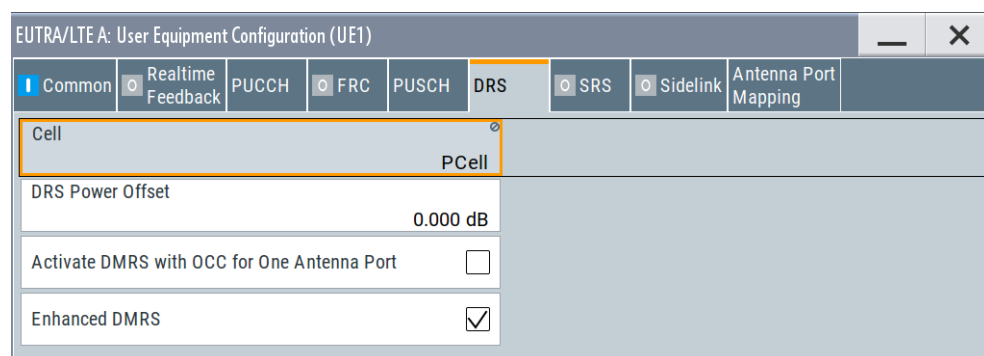 EUTRA/LTE A: User Equipment Configuration (UE1)
Common
Realtime
Feedback
PUCCH
FRC
PUSCH
DRS
SRS
Sidelink
Antenna Port
Mapping
Cell
PCell
DRS Power Offset
0.000 dB
Activate DMRS with OCC for One Antenna Port
Enhanced DMRS